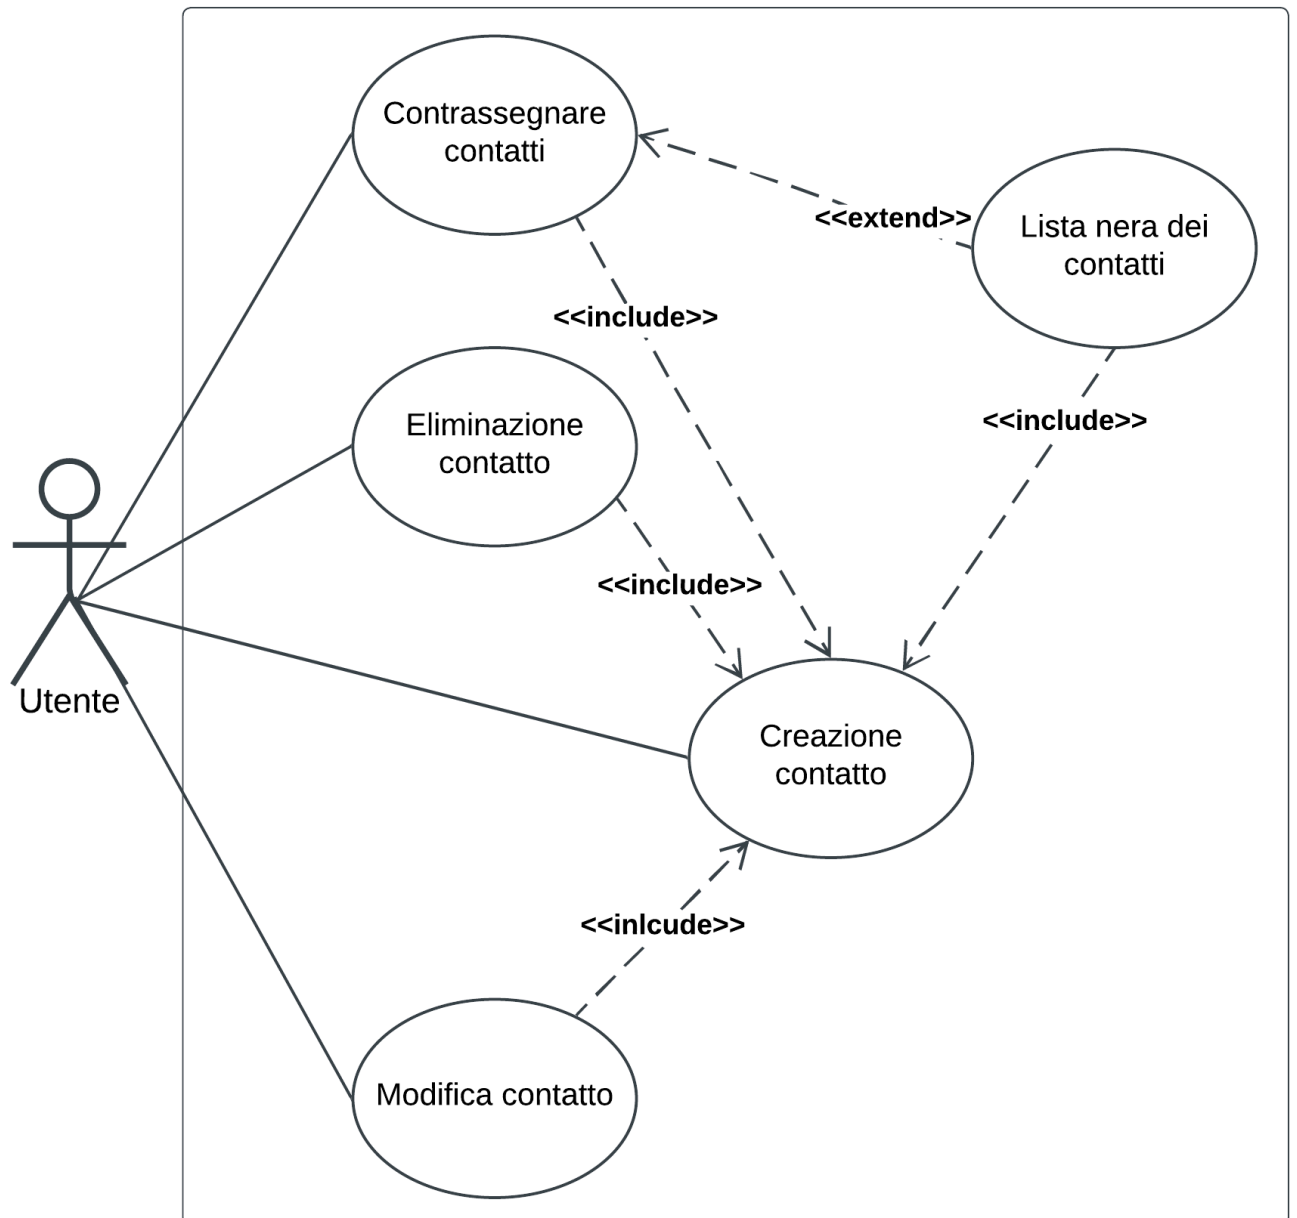 Contrassegnare
contatti
<<extend>>
Lista nera dei
contatti
<<include>>
<<include>>
Eliminazione
contatto
<<include>>
Utente
Creazione
contatto
<<inlcude>>
Modifica contatto